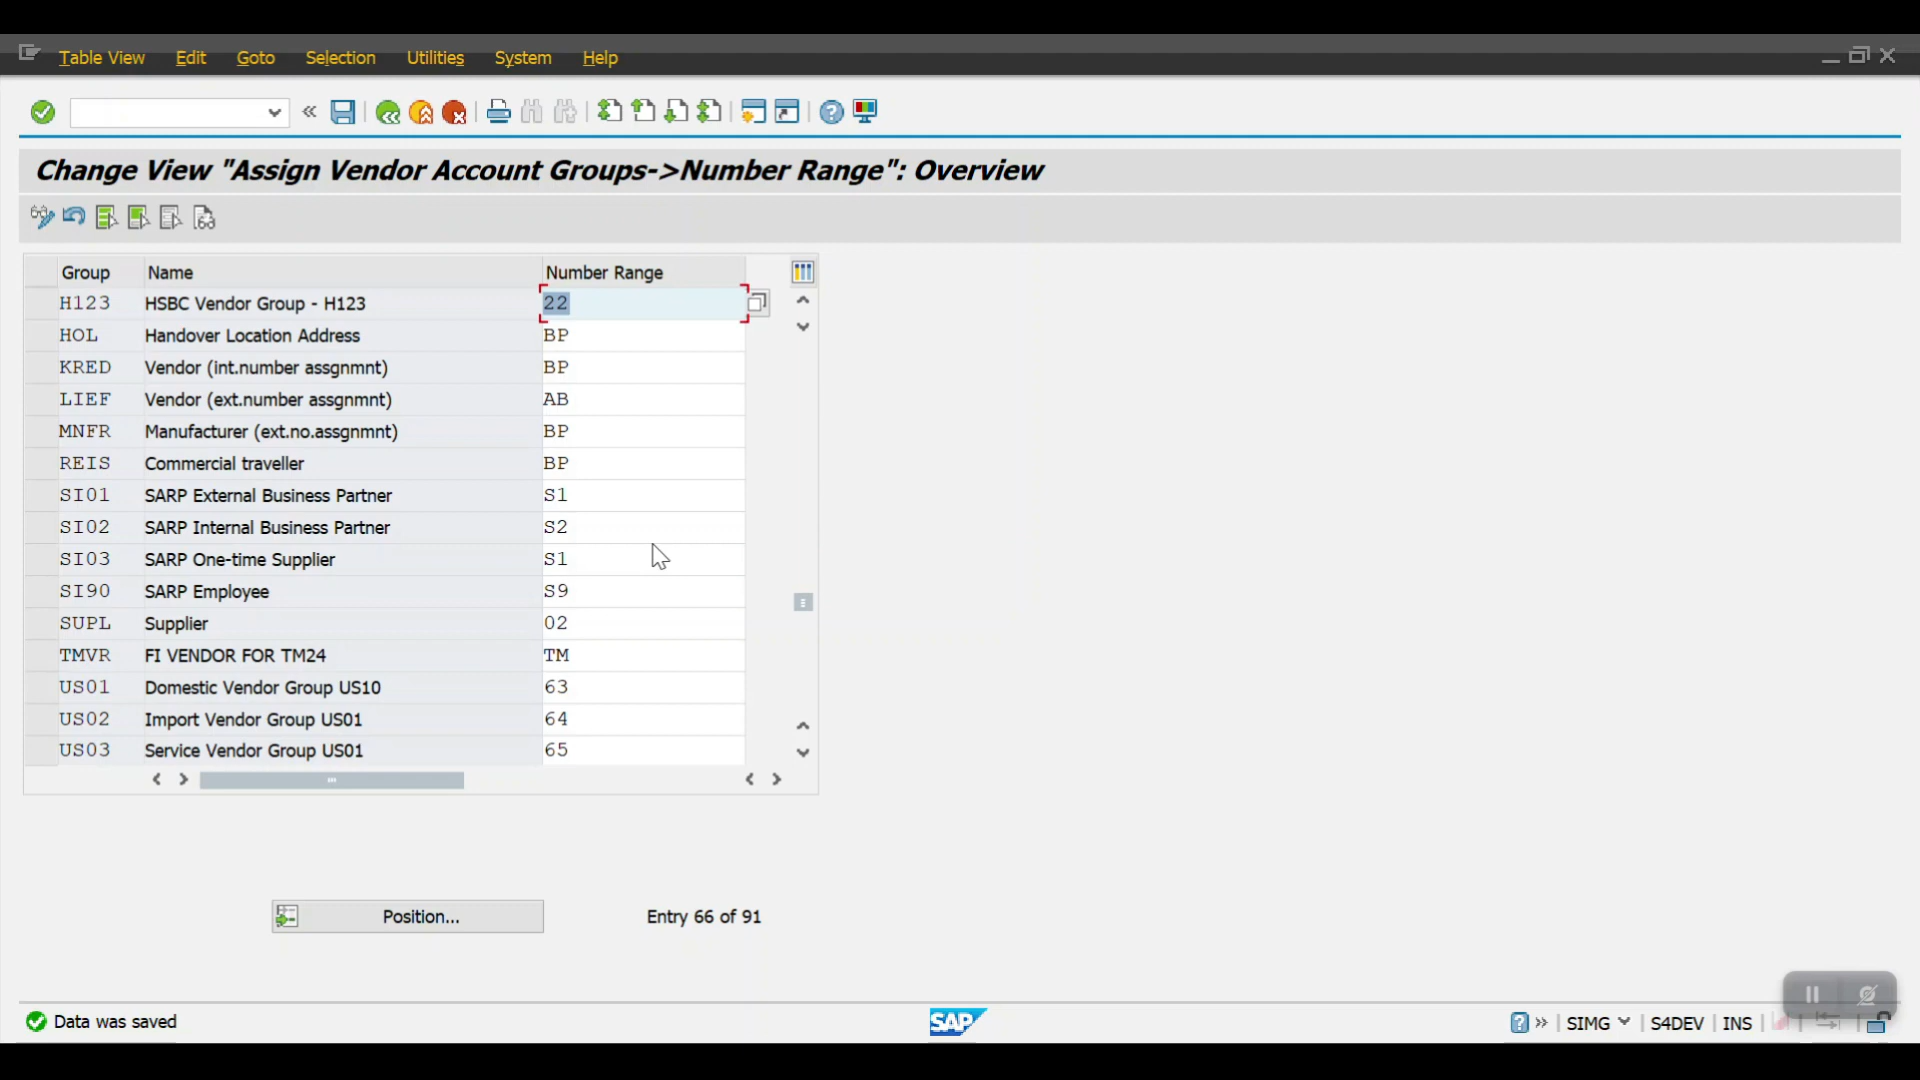 Table View Edit Goto Selection Utilities System Help
Change View "Assign Vendor Account Groups->Number Range": Overview
Group Name Number Range
H123 HSBC Vendor Group - H123 22
HOL Handover Location Address BP
KRED Vendor (int.number assgnmnt) BP
LIEF Vendor (ext.number assgnmnt) AB
MNFR Manufacturer (ext.no.assgnmnt) BP
REIS Commercial traveller BP
SI01 SARP External Business Partner S1
SI02 SARP Internal Business Partner S2
SI03 SARP One-time Supplier S1
SI90 SARP Employee S9
SUPL Supplier 02
TMVR FI VENDOR FOR TM24 TM
US01 Domestic Vendor Group US10 63
US02 Import Vendor Group US01 64
US03 Service Vendor Group US01 65
Position... Entry 66 of 91
Data was saved SAP SIMG S4DEV INS